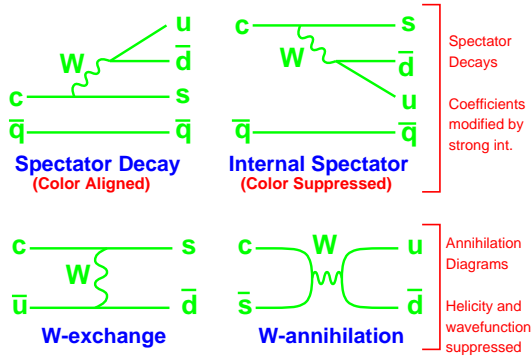 u
W
d̅
c
s
q̅
q̅
Spectator Decay
(Color Aligned)
c
s
W
d̅
u
q̅
q̅
Internal Spectator
(Color Suppressed)
Spectator
Decays
Coefficients
modified by
strong int.
c
s
W
u̅
d̅
W-exchange
c
W
u
s̅
d̅
W-annihilation
Annihilation
Diagrams
Helicity and
wavefunction
suppressed